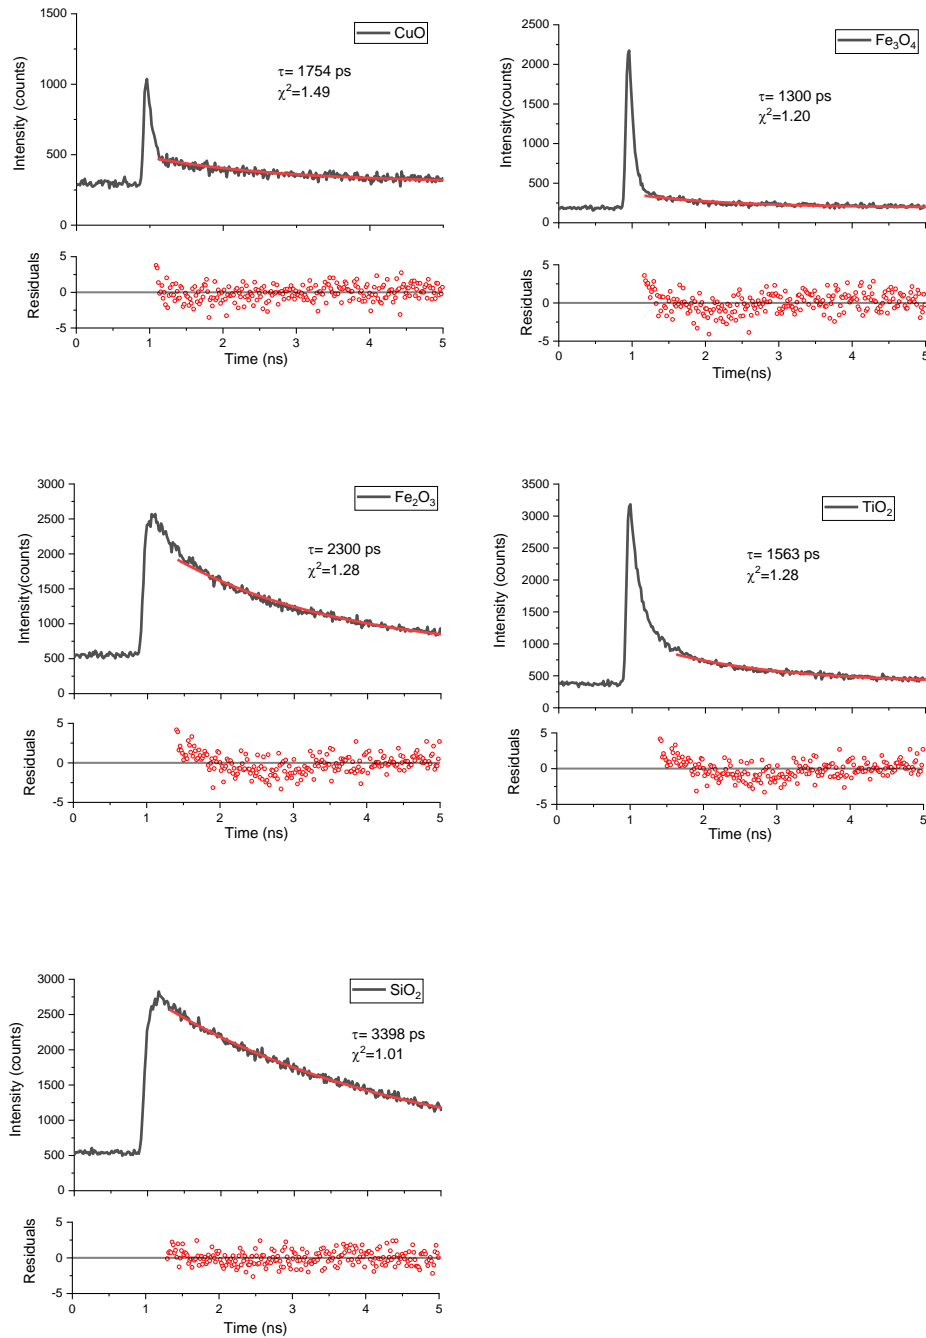 CuO
τ= 1754 ps
χ²=1.49
Intensity (counts)
1500
1000
500
0
Residuals
5
0
-5
0 1 2 3 4 5
Time (ns)
Fe₃O₄
τ= 1300 ps
χ²=1.20
Intensity(counts)
2500
2000
1500
1000
500
0
Residuals
5
0
-5
0 1 2 3 4 5
Time(ns)
Fe₂O₃
τ= 2300 ps
χ²=1.28
Intensity(counts)
3000
2500
2000
1500
1000
500
0
Residuals
5
0
-5
0 1 2 3 4 5
Time (ns)
TiO₂
τ= 1563 ps
χ²=1.28
Intensity (counts)
3500
3000
2500
2000
1500
1000
500
0
Residuals
5
0
-5
0 1 2 3 4 5
Time (ns)
SiO₂
τ= 3398 ps
χ²=1.01
Intensity (counts)
3000
2500
2000
1500
1000
500
0
Residuals
5
0
-5
0 1 2 3 4 5
Time (ns)